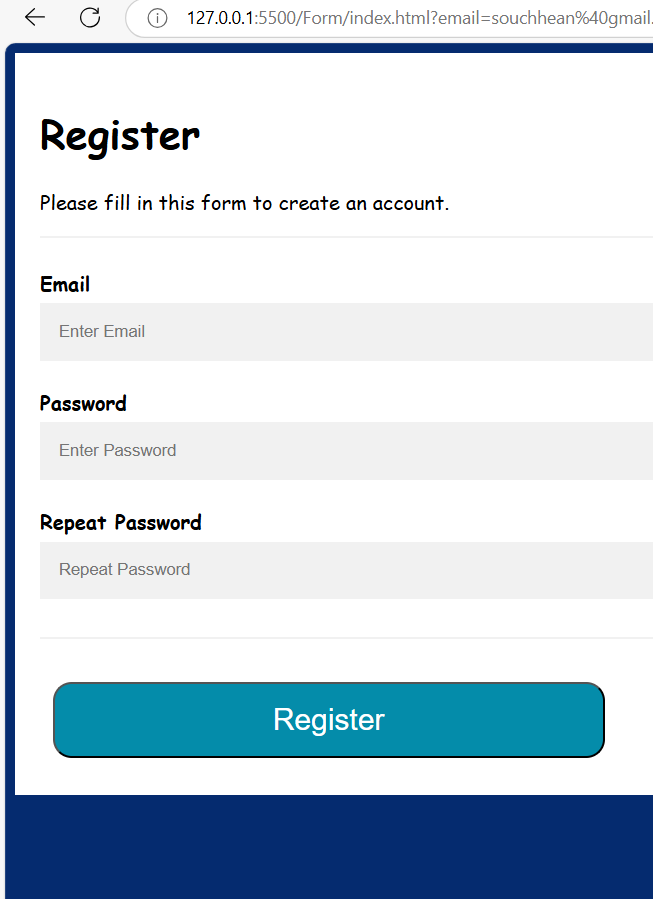 127.0.0.1:5500/Form/index.html?email=souchhean%40gmail.
Register
Please fill in this form to create an account.
Email
Enter Email
Password
Enter Password
Repeat Password
Repeat Password
Register